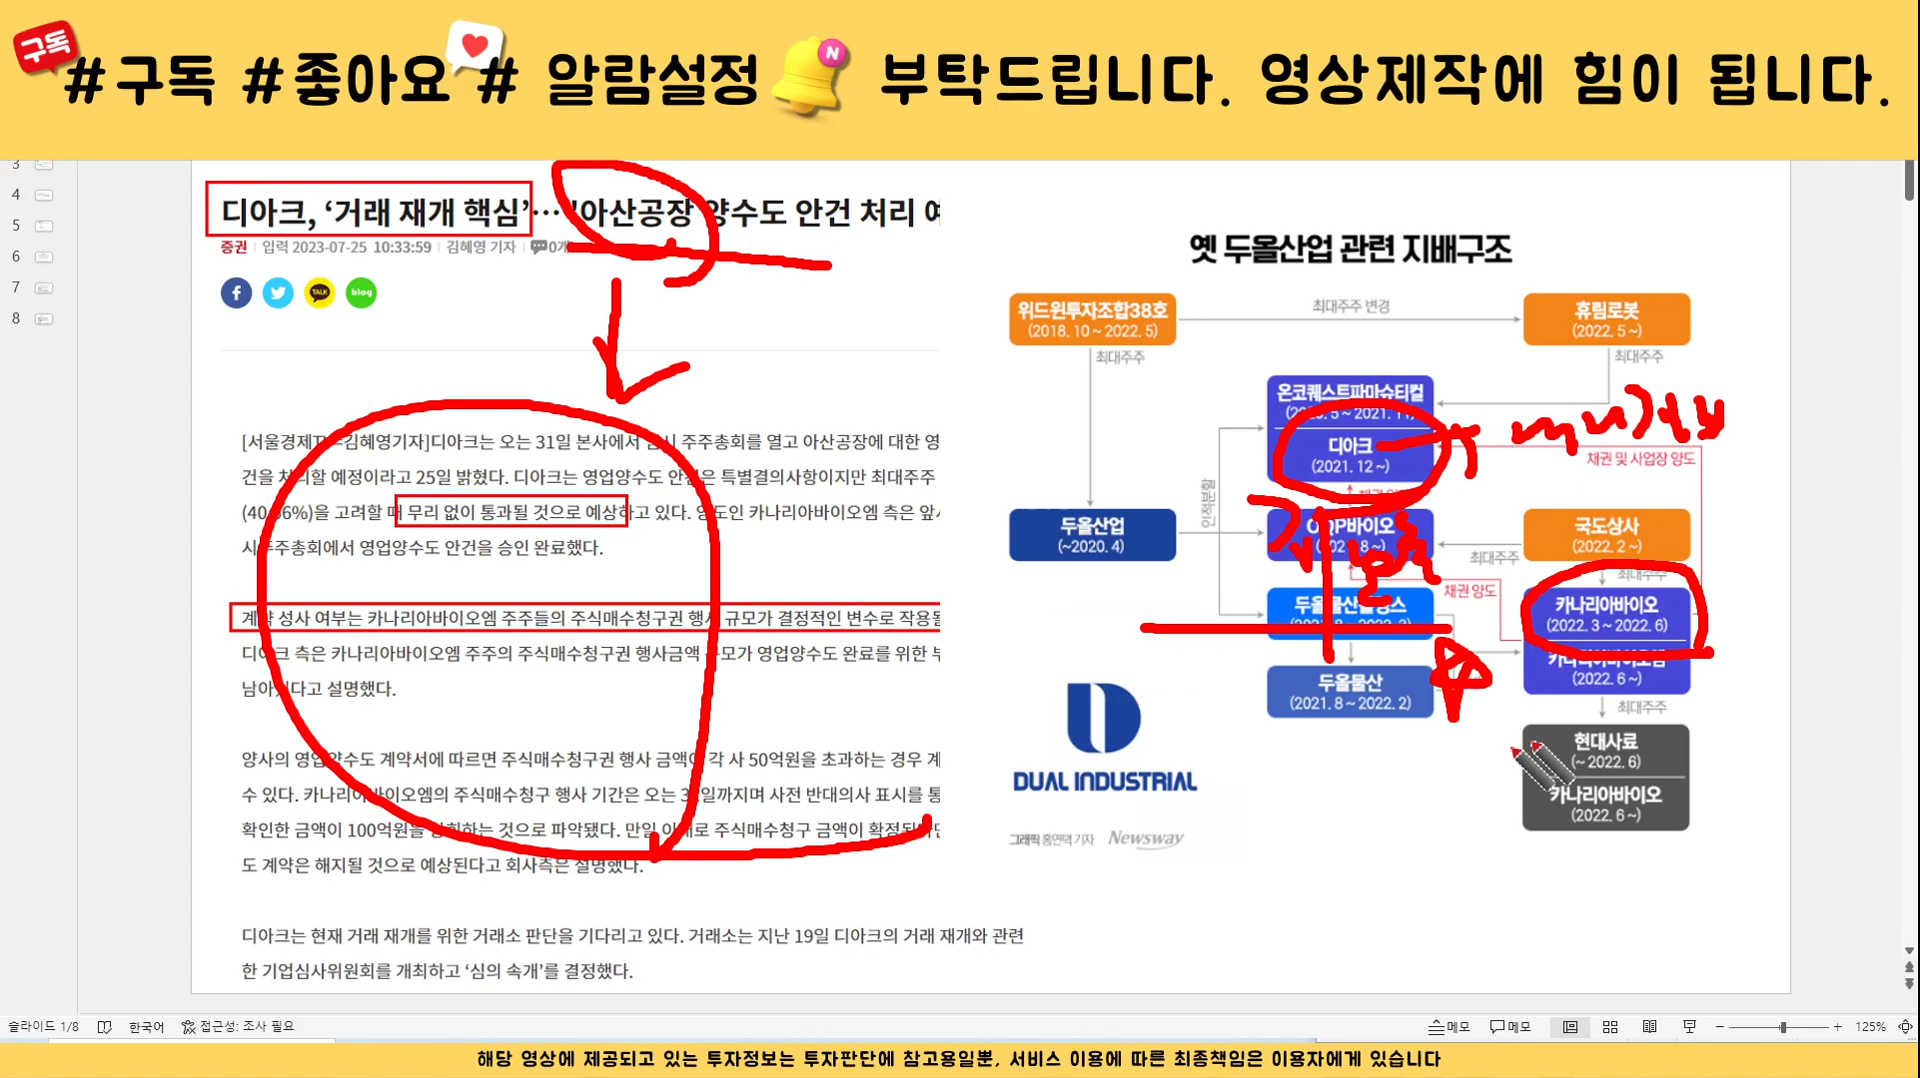 구독
#구독 #좋아요 # 알람설정 N 부탁드립니다. 영상제작에 힘이 됩니다.
3
4
5
6
7
8
디아크, ‘거래 재개 핵심’… '아산공장 양수도 안건 처리 예
증권 | 입력 2023-07-25 10:33:59 | 김혜영 기자 | 0개
TALK
blog
[서울경제TV=김혜영기자]디아크는 오는 31일 본사에서 임시 주주총회를 열고 아산공장에 대한 영
건을 처리할 예정이라고 25일 밝혔다. 디아크는 영업양수도 안건은 특별결의사항이지만 최대주주
을 고려할 때 무리 없이 통과될 것으로 예상하고 있다. 양도인 카나리아바이오엠 측은 앞서
시주주총회에서 영업양수도 안건을 승인 완료했다.
계약 성사 여부는 카나리아바이오엠 주주들의 주식매수청구권 행사 규모가 결정적인 변수로 작용될
디아크 측은 카나리아바이오엠 주주의 주식매수청구권 행사금액 규모가 영업양수도 완료를 위한 부
남아있다고 설명했다.
양사의 영업양수도 계약서에 따르면 주식매수청구권 행사 금액이 각 사 50억원을 초과하는 경우 계
수 있다. 카나리아바이오엠의 주식매수청구 행사 기간은 오는 31일까지며 사전 반대의사 표시를 통
확인한 금액이 100억원을 상회하는 것으로 파악됐다. 만일 이대로 주식매수청구 금액이 확정된다면
도 계약은 해지될 것으로 예상된다고 회사측은 설명했다.
디아크는 현재 거래 재개를 위한 거래소 판단을 기다리고 있다. 거래소는 지난 19일 디아크의 거래 재개와 관련
한 기업심사위원회를 개최하고 ‘심의 속개’를 결정했다.
옛 두올산업 관련 지배구조
위드윈투자조합38호
(2018. 10 ~ 2022. 5)
최대주주 변경
휴림로봇
(2022. 5 ~)
최대주주
최대주주
온코퀘스트파마슈티컬
디아크
(2021. 12 ~)
채권 및 사업장 양도
인적분할
두올산업
(~2020. 4)
OQP바이오
최대주주
국도상사
(2022. 2 ~)
최대주주
채권 양도
카나리아바이오
(2022. 3 ~ 2022. 6)
카나리아바이오엠
(2022. 6 ~)
두올물산
(2021. 8 ~ 2022. 2)
최대주주
현대사료
(~ 2022. 6)
카나리아바이오
(2022. 6 ~)
DUAL INDUSTRIAL
그래픽 홍연택 기자 Newsway
슬라이드 1/8 한국어 접근성: 조사 필요 메모 메모 125%
해당 영상에 제공되고 있는 투자정보는 투자판단에 참고용일뿐, 서비스 이용에 따른 최종책임은 이용자에게 있습니다